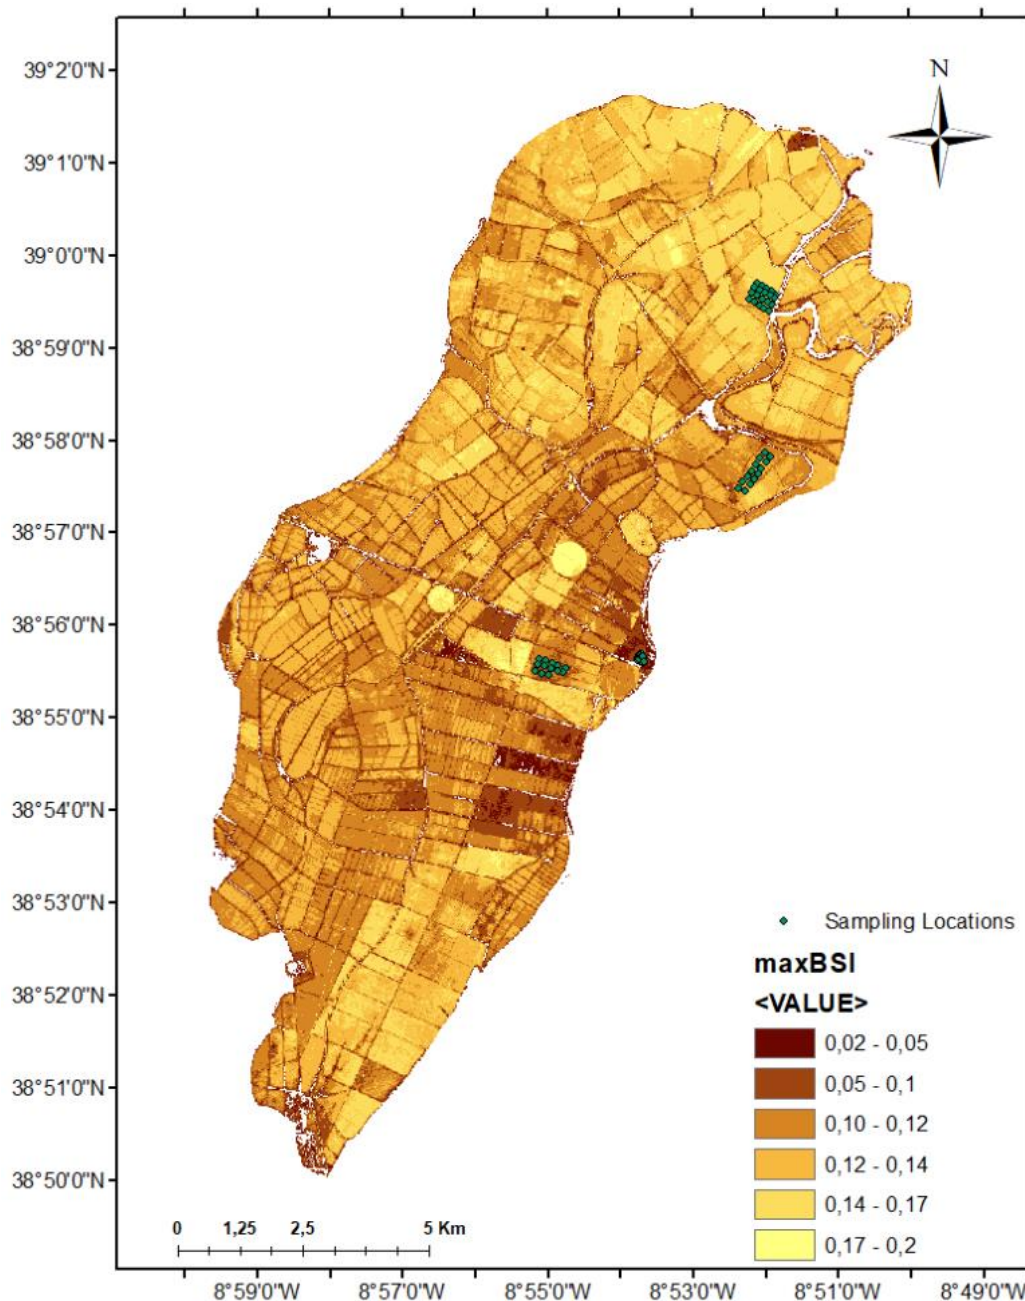 39°2'0"N
N
39°1'0"N
39°0'0"N
38°59'0"N
38°58'0"N
38°57'0"N
38°56'0"N
38°55'0"N
38°54'0"N
38°53'0"N
Sampling Locations
maxBSI
38°52'0"N
<VALUE>
0,02 - 0,05
38°51'0"N
0,05 - 0,1
0,10 - 0,12
0,12 - 0,14
38°50'0"N
0,14 - 0,17
0 1,25 2,5 5 Km
0,17 - 0,2
8°59'0"W 8°57'0"W 8°55'0"W 8°53'0"W 8°51'0"W 8°49'0"W